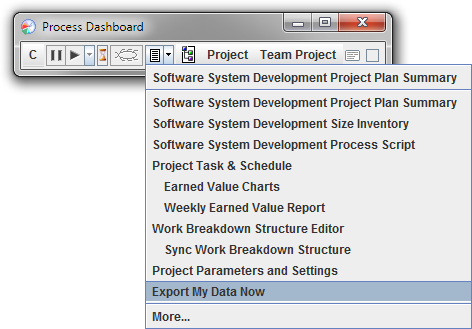 Process Dashboard
C
Project
Team Project
Software System Development Project Plan Summary
Software System Development Project Plan Summary
Software System Development Size Inventory
Software System Development Process Script
Project Task & Schedule
Earned Value Charts
Weekly Earned Value Report
Work Breakdown Structure Editor
Sync Work Breakdown Structure
Project Parameters and Settings
Export My Data Now
More...